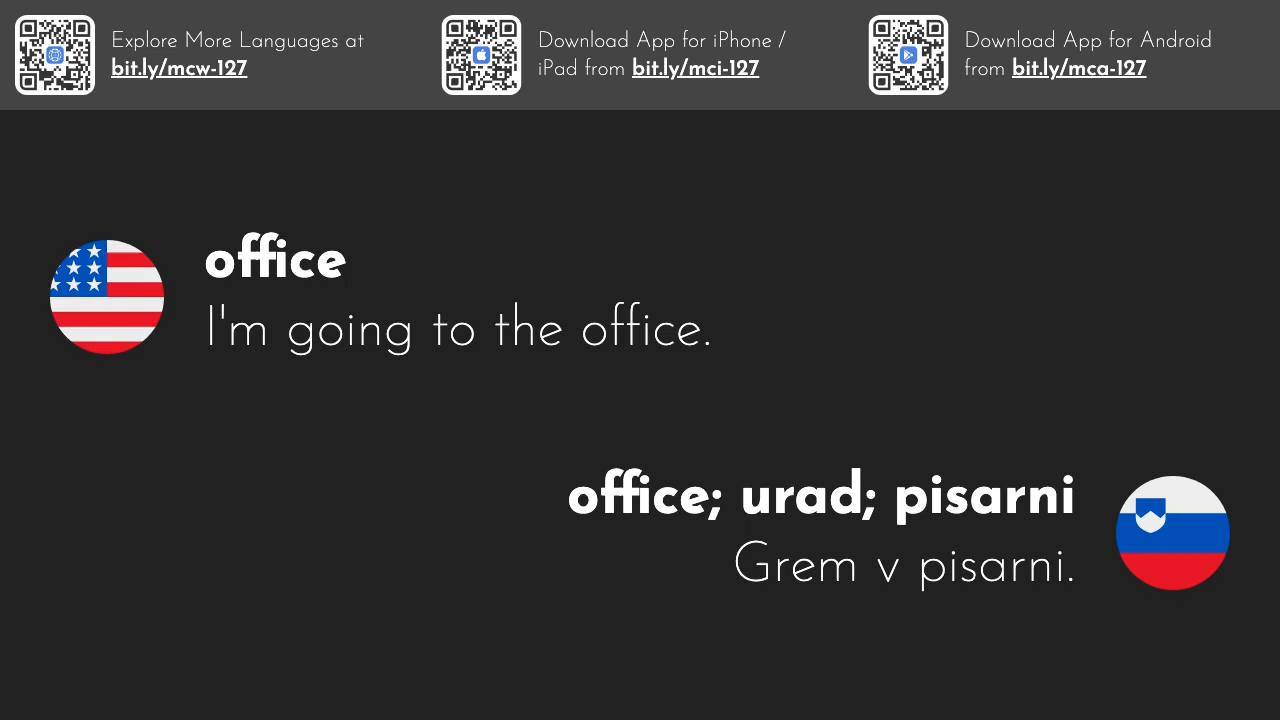 Explore More Languages at
bit.ly/mcw-127
Download App for iPhone /
iPad from bit.ly/mci-127
Download App for Android
from bit.ly/mca-127
office
I'm going to the office.
office; urad; pisarni
Grem v pisarni.